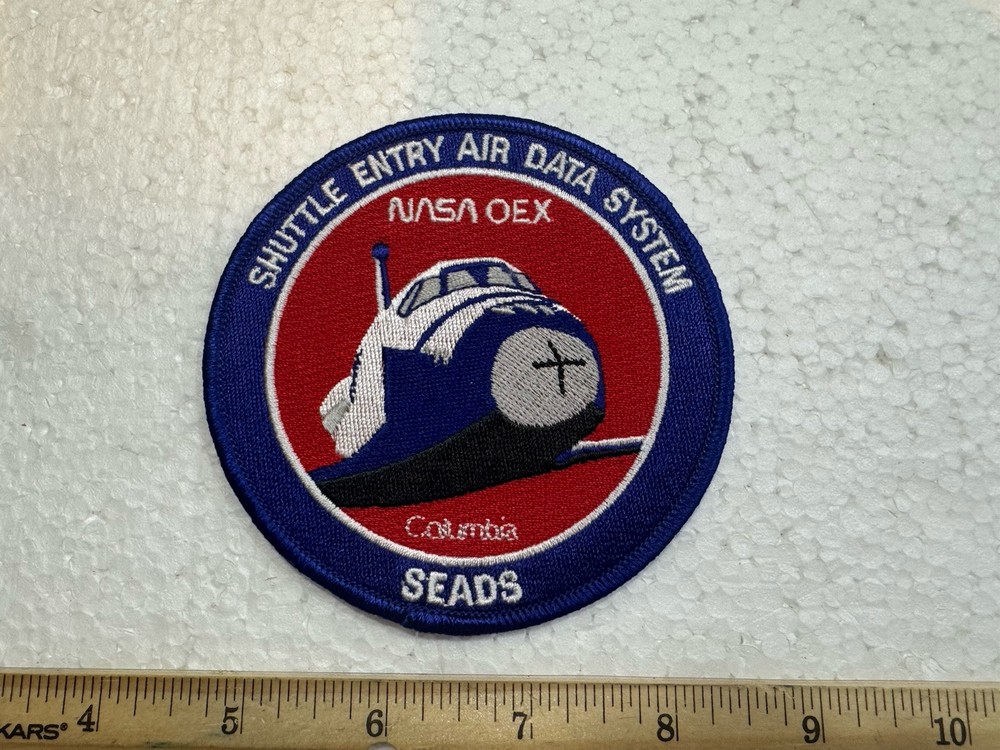 SHUTTLE ENTRY AIR DATA SYSTEM
NASA OEX
Columbia
SEADS
4 5 6 7 8 9 10
KARS®